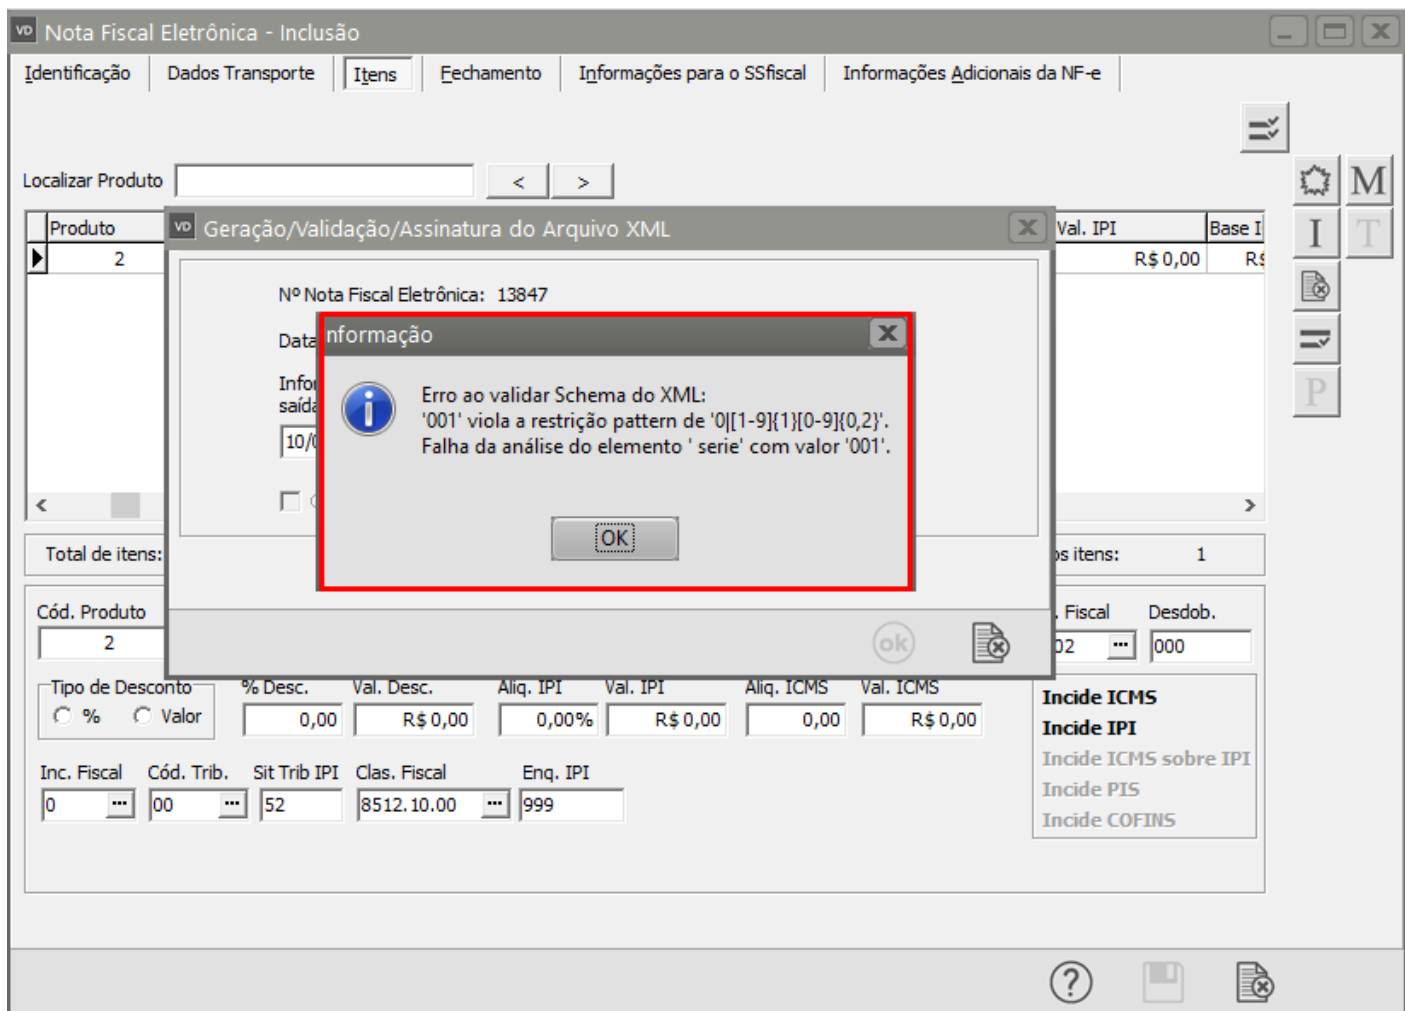 VD Nota Fiscal Eletrônica - Inclusão
Identificação Dados Transporte Itens Fechamento Informações para o SSfiscal Informações Adicionais da NF-e
Localizar Produto < >
M
I T
P
Produto Val. IPI Base I
2 R$ 0,00 R$
VD Geração/Validação/Assinatura do Arquivo XML
Nº Nota Fiscal Eletrônica: 13847
Data
Infor
saída
10/0
nformação
Erro ao validar Schema do XML:
'001' viola a restrição pattern de '0|[1-9]{1}[0-9]{0,2}'.
Falha da análise do elemento ' serie' com valor '001'.
OK
ok
Total de itens: os itens: 1
Cód. Produto . Fiscal Desdob.
2 02 ... 000
Tipo de Desconto % Desc. Val. Desc. Aliq. IPI Val. IPI Aliq. ICMS Val. ICMS
% Valor 0,00 R$ 0,00 0,00% R$ 0,00 0,00 R$ 0,00
Incide ICMS
Incide IPI
Incide ICMS sobre IPI
Incide PIS
Incide COFINS
Inc. Fiscal Cód. Trib. Sit Trib IPI Clas. Fiscal Enq. IPI
0 ... 00 ... 52 8512.10.00 ... 999
?